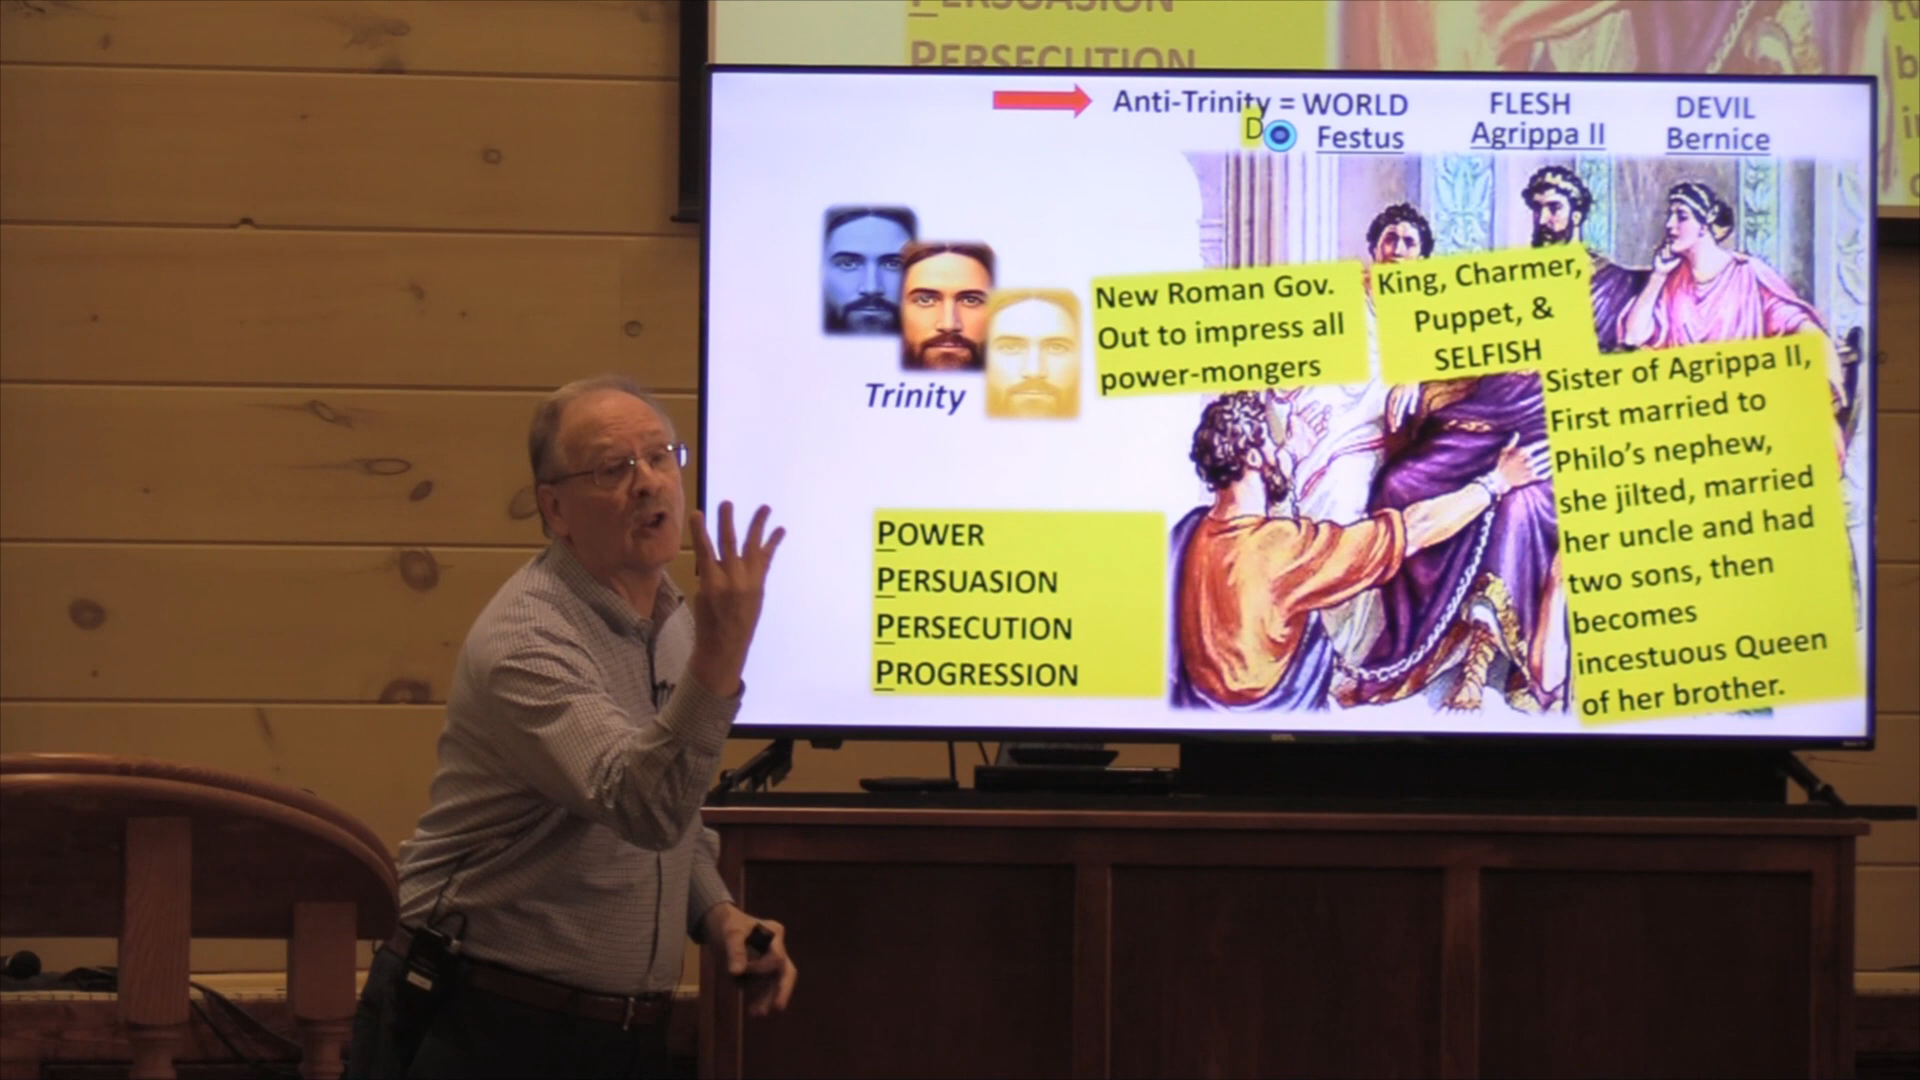 PERSUASION
PERSECUTION
Anti-Trinity = WORLD FLESH DEVIL
D Festus Agrippa II Bernice
New Roman Gov.
Out to impress all
power-mongers
King, Charmer,
Puppet, &
SELFISH
Trinity
Sister of Agrippa II,
First married to
Philo's nephew,
she jilted, married
her uncle and had
two sons, then
becomes
incestuous Queen
of her brother.
POWER
PERSUASION
PERSECUTION
PROGRESSION